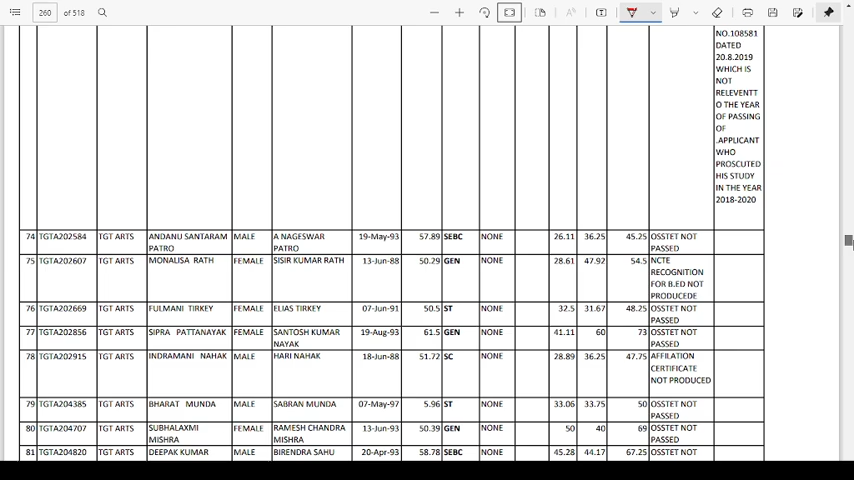 260 of 518
NO.108581
DATED
20.8.2019
WHICH IS
NOT
RELEVENTT
O THE YEAR
OF PASSING
OF
.APPLICANT
WHO
PROSCUTED
HIS STUDY
IN THE YEAR
2018-2020
74 TGTA202584 TGT ARTS ANDANU SANTARAM MALE A NAGESWAR 19-May-93 57.89 SEBC NONE 26.11 36.25 45.25 OSSTET NOT
PATRO PATRO PASSED
75 TGTA202607 TGT ARTS MONALISA RATH FEMALE SISIR KUMAR RATH 13-Jun-88 50.29 GEN NONE 28.61 47.92 54.5 NCTE
RECOGNITION
FOR B.ED NOT
PRODUCEDE
76 TGTA202669 TGT ARTS FULMANI TIRKEY FEMALE ELIAS TIRKEY 07-Jun-91 50.5 ST NONE 32.5 31.67 48.25 OSSTET NOT
PASSED
77 TGTA202856 TGT ARTS SIPRA PATTANAYAK FEMALE SANTOSH KUMAR 19-Aug-93 61.5 GEN NONE 41.11 60 73 OSSTET NOT
NAYAK PASSED
78 TGTA202915 TGT ARTS INDRAMANI NAHAK MALE HARI NAHAK 18-Jun-88 51.72 SC NONE 28.89 36.25 47.75 AFFILATION
CERTIFICATE
NOT PRODUCED
79 TGTA204385 TGT ARTS BHARAT MUNDA MALE SABRAN MUNDA 07-May-97 5.96 ST NONE 33.06 33.75 50 OSSTET NOT
PASSED
80 TGTA204707 TGT ARTS SUBHALAXMI FEMALE RAMESH CHANDRA 13-Jun-93 50.39 GEN NONE 50 40 69 OSSTET NOT
MISHRA MISHRA PASSED
81 TGTA204820 TGT ARTS DEEPAK KUMAR MALE BIRENDRA SAHU 20-Apr-93 58.78 SEBC NONE 45.28 44.17 67.25 OSSTET NOT